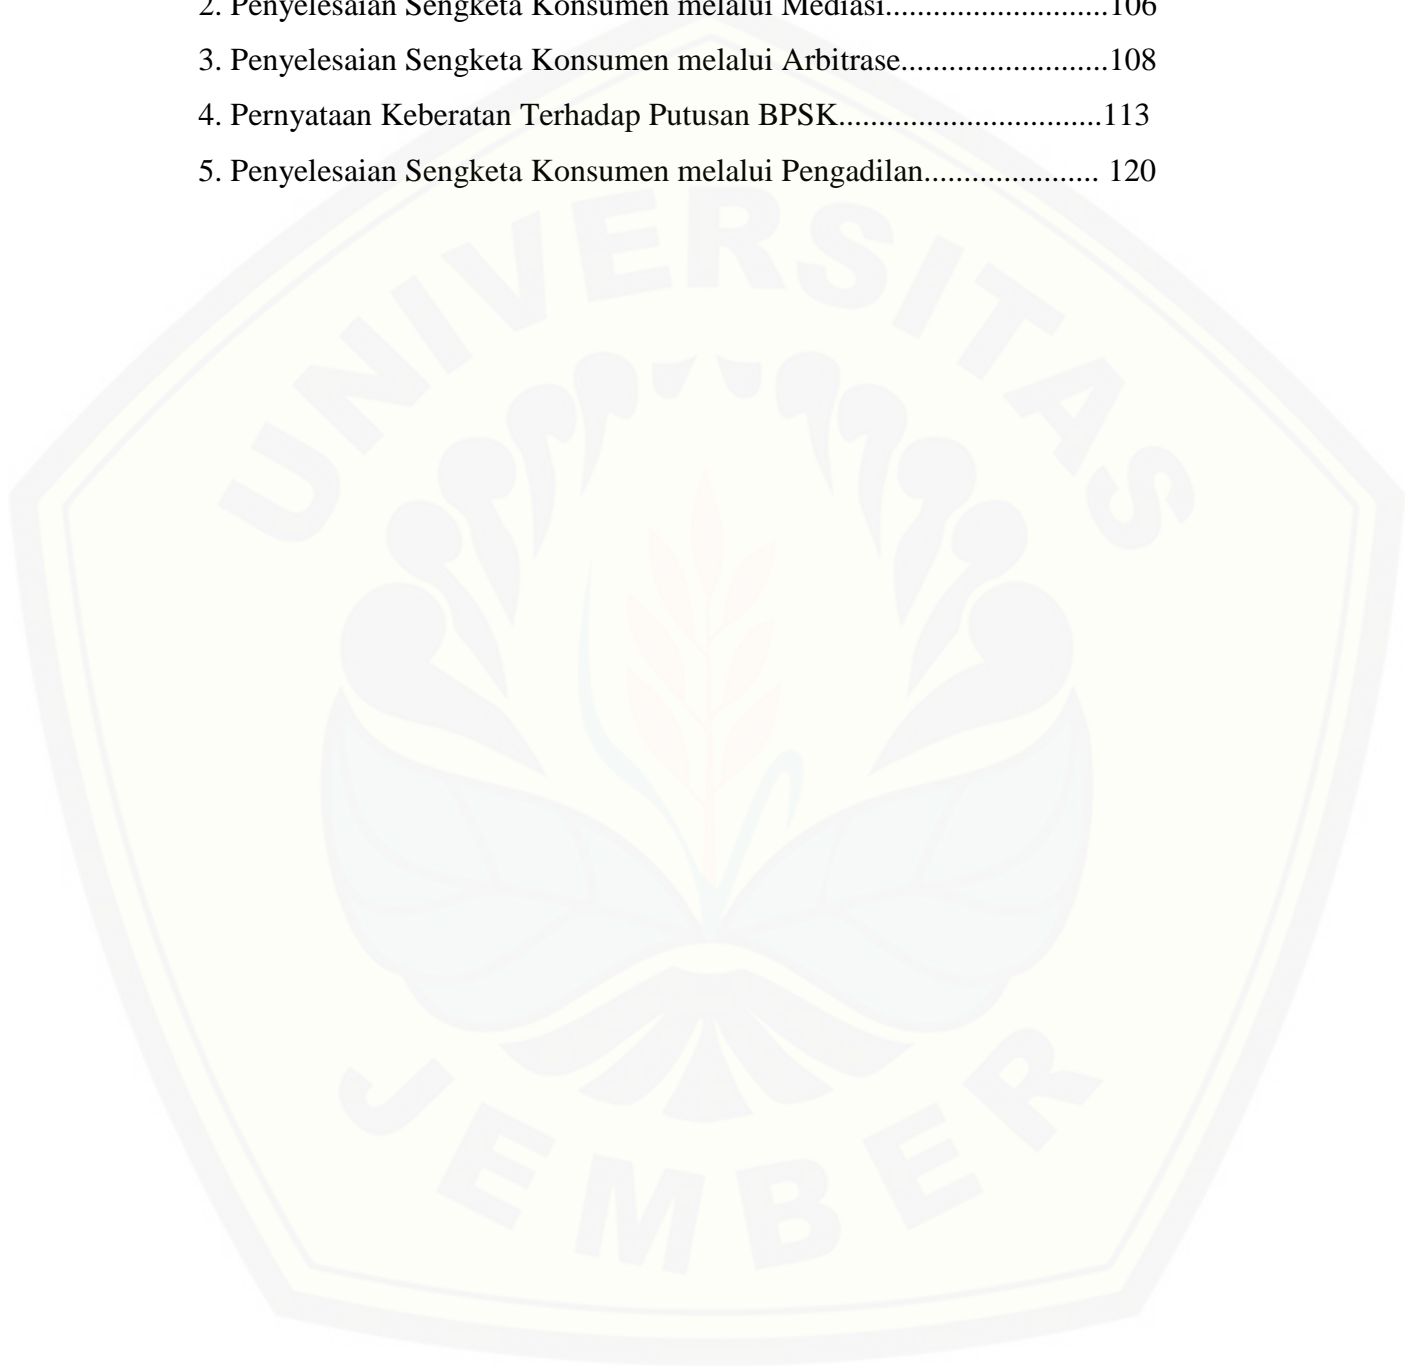 2. Penyelesaian Sengketa Konsumen melalui Mediasi............................106
3. Penyelesaian Sengketa Konsumen melalui Arbitrase..........................108
4. Pernyataan Keberatan Terhadap Putusan BPSK.................................113
5. Penyelesaian Sengketa Konsumen melalui Pengadilan...................... 120
UNIVERSITAS
JEMBER